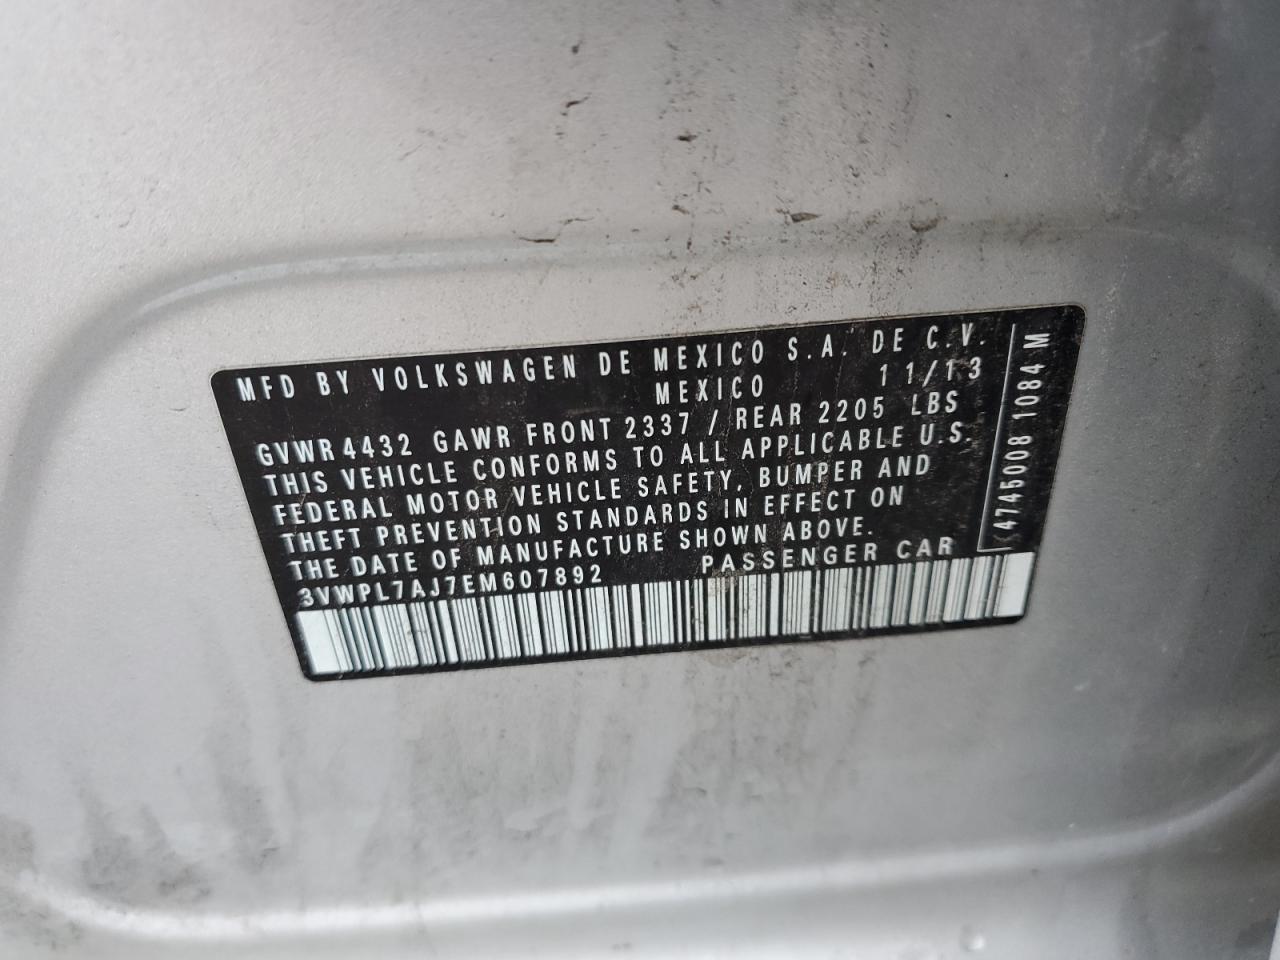 MFD BY VOLKSWAGEN DE MEXICO S.A. DE C.V.
MEXICO 11/13
GVWR 4432 GAWR FRONT 2337 / REAR 2205 LBS
THIS VEHICLE CONFORMS TO ALL APPLICABLE U.S.
FEDERAL MOTOR VEHICLE SAFETY, BUMPER AND
THEFT PREVENTION STANDARDS IN EFFECT ON
THE DATE OF MANUFACTURE SHOWN ABOVE.
3VWPL7AJ7EM607892 PASSENGER CAR
4745008 1084 M